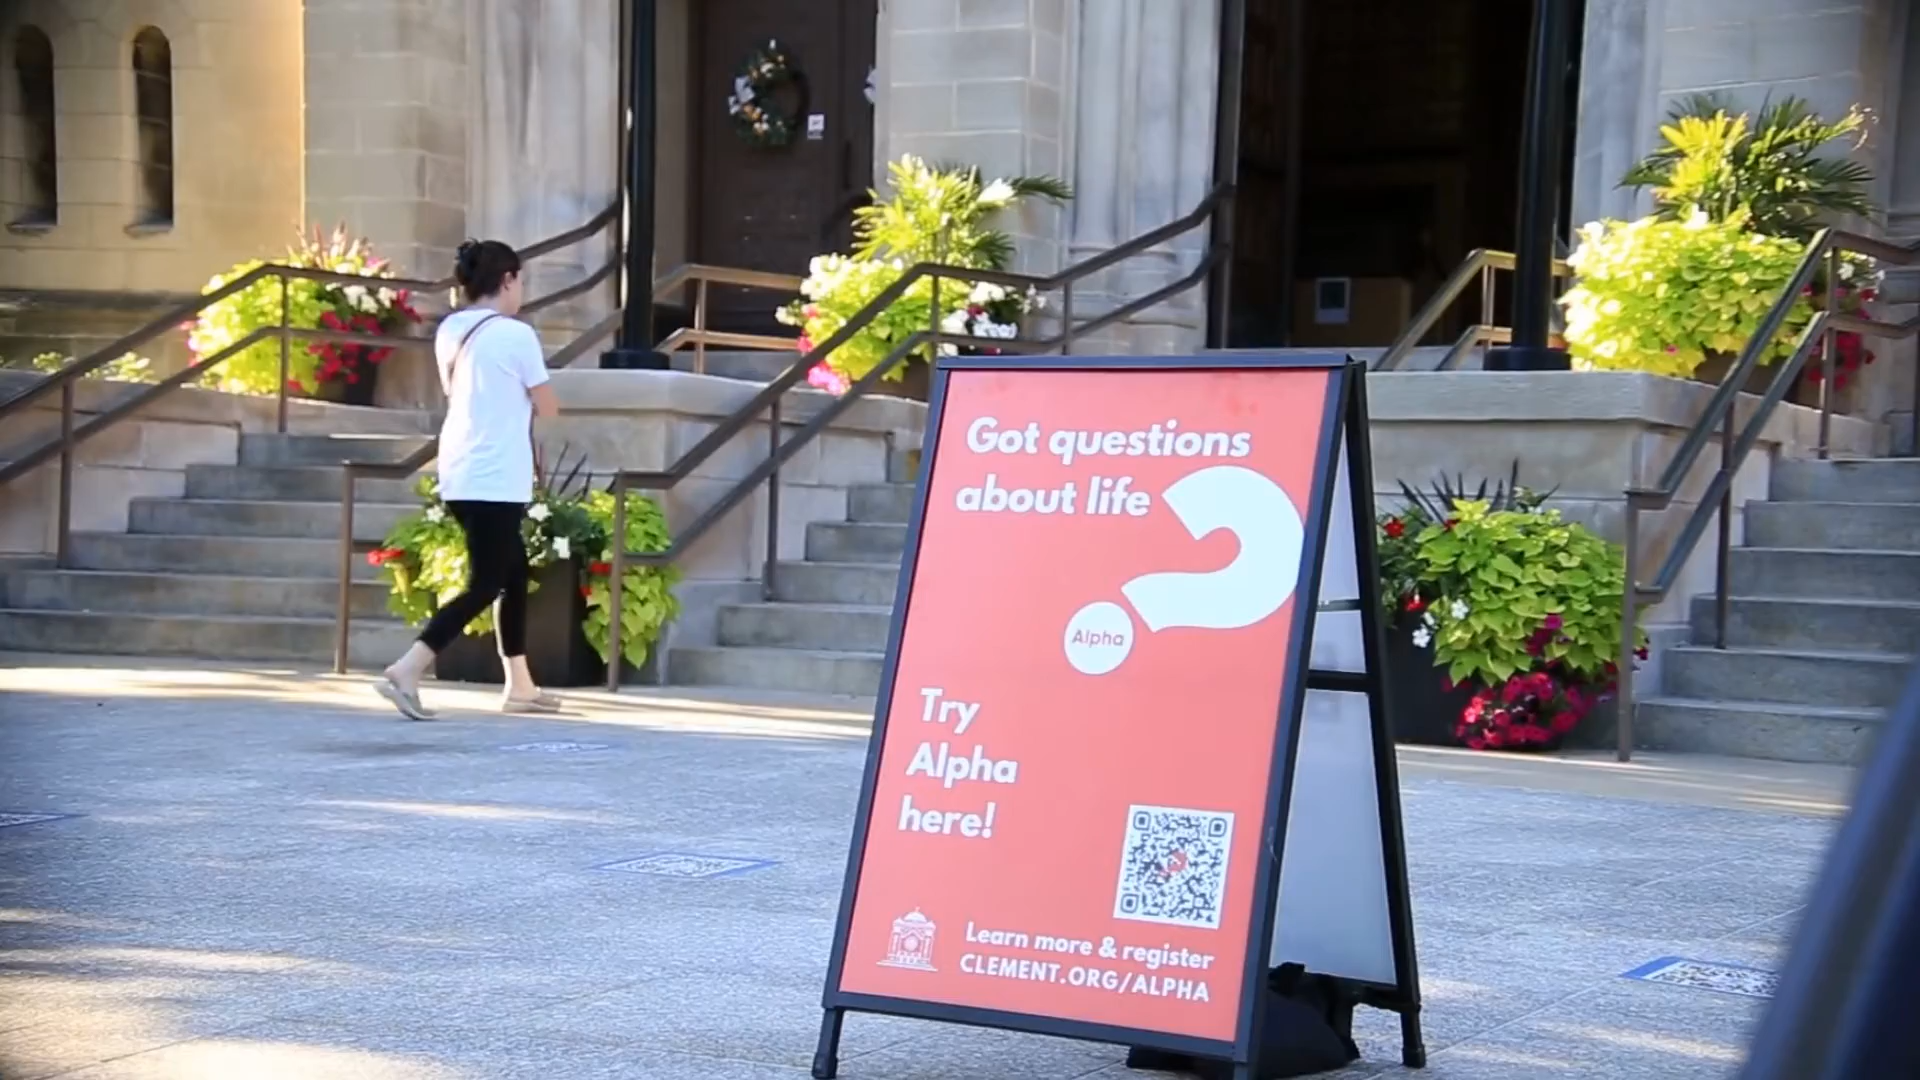 Got questions
about life
Alpha
Try
Alpha
here!
Learn more & register
CLEMENT.ORG/ALPHA